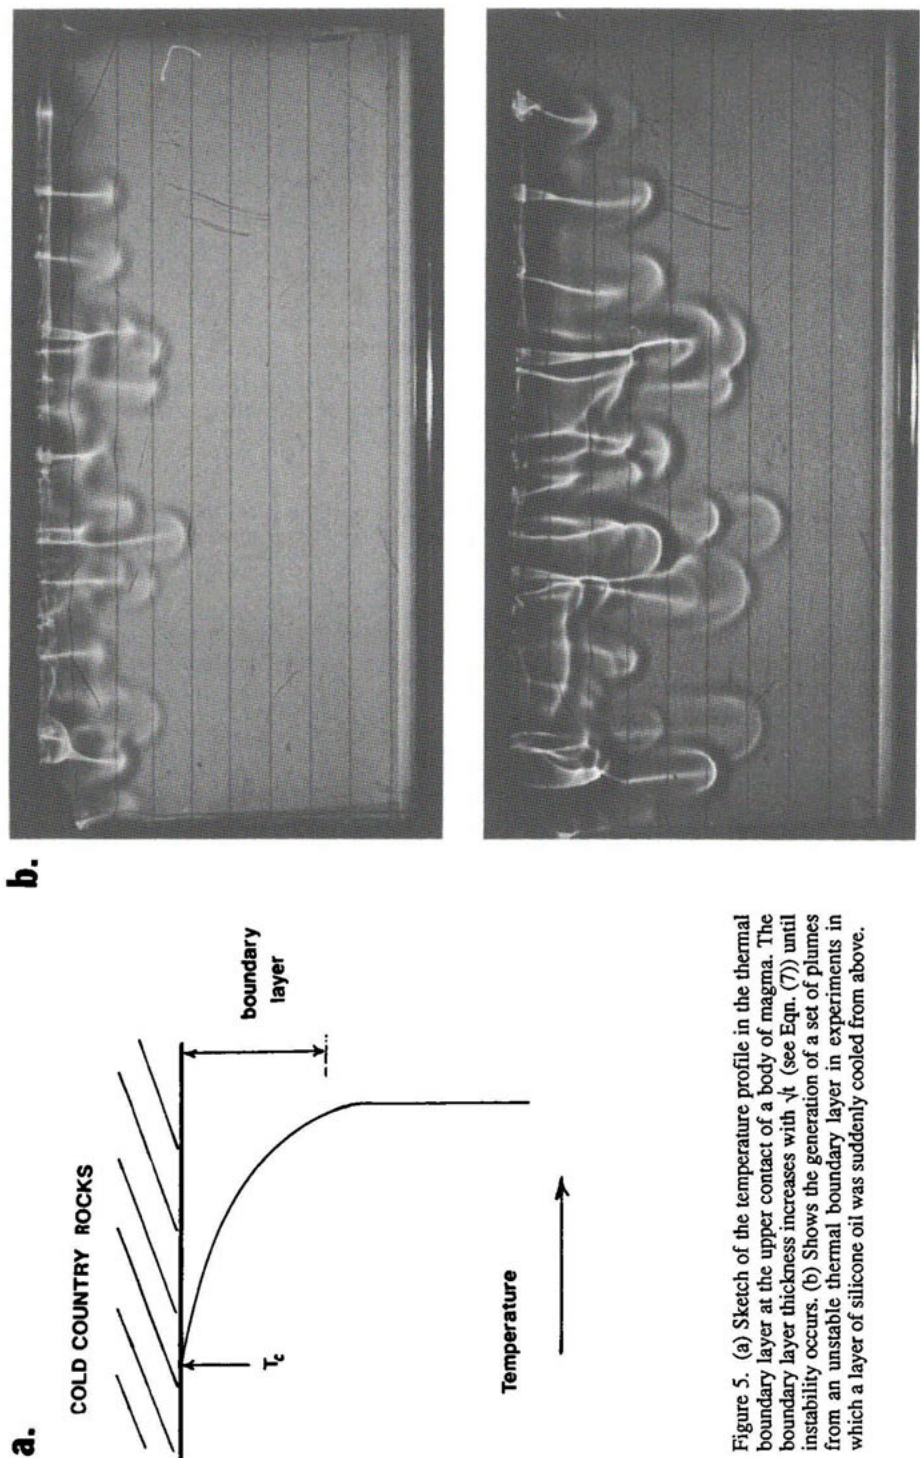 a.
COLD COUNTRY ROCKS
boundary
layer
T_c
Temperature
b.
Figure 5. (a) Sketch of the temperature profile in the thermal
boundary layer at the upper contact of a body of magma. The
boundary layer thickness increases with √t (see Eqn. (7)) until
instability occurs. (b) Shows the generation of a set of plumes
from an unstable thermal boundary layer in experiments in
which a layer of silicone oil was suddenly cooled from above.